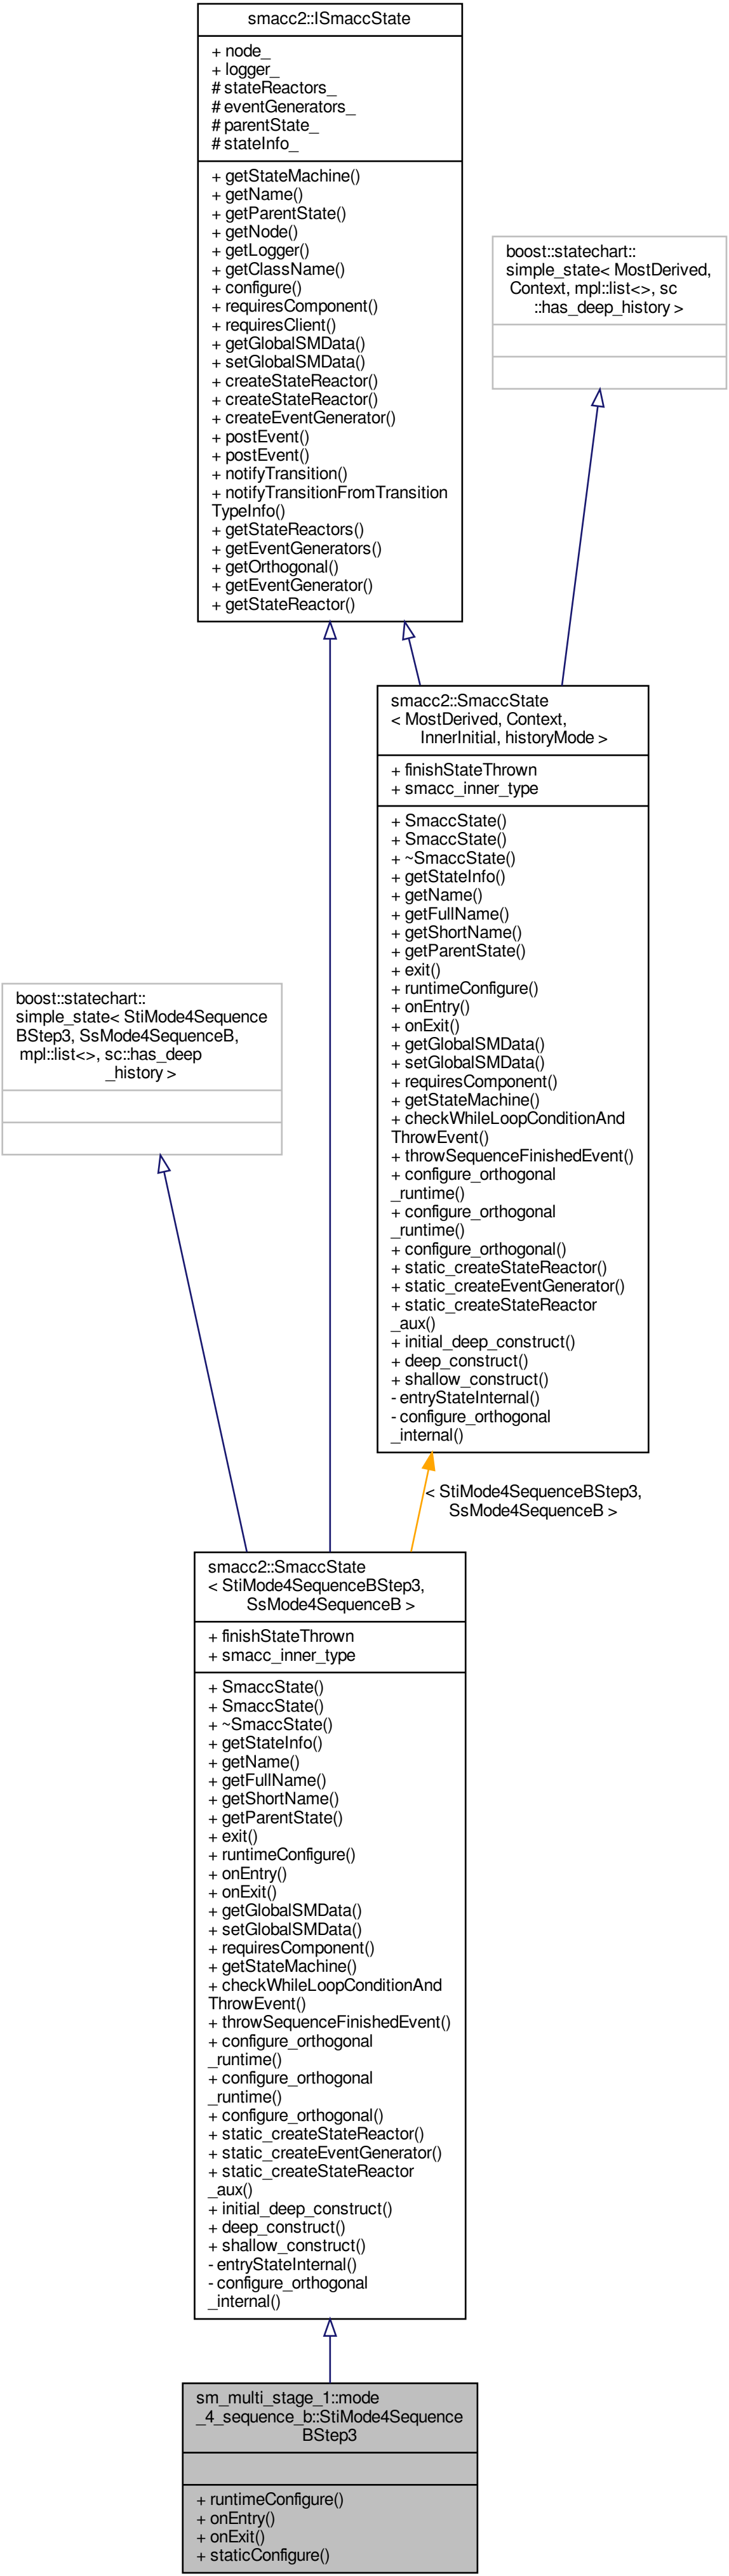 smacc2::ISmaccState
+ node_
+ logger_
# stateReactors_
# eventGenerators_
# parentState_
# stateInfo_
+ getStateMachine()
+ getName()
+ getParentState()
+ getNode()
+ getLogger()
+ getClassName()
+ configure()
+ requiresComponent()
+ requiresClient()
+ getGlobalSMData()
+ setGlobalSMData()
+ createStateReactor()
+ createStateReactor()
+ createEventGenerator()
+ postEvent()
+ postEvent()
+ notifyTransition()
+ notifyTransitionFromTransition
TypeInfo()
+ getStateReactors()
+ getEventGenerators()
+ getOrthogonal()
+ getEventGenerator()
+ getStateReactor()
boost::statechart::
simple_state< MostDerived,
Context, mpl::list<>, sc
::has_deep_history >
smacc2::SmaccState
< MostDerived, Context,
InnerInitial, historyMode >
+ finishStateThrown
+ smacc_inner_type
+ SmaccState()
+ SmaccState()
+ ~SmaccState()
+ getStateInfo()
+ getName()
+ getFullName()
+ getShortName()
+ getParentState()
+ exit()
+ runtimeConfigure()
+ onEntry()
+ onExit()
+ getGlobalSMData()
+ setGlobalSMData()
+ requiresComponent()
+ getStateMachine()
+ checkWhileLoopConditionAnd
ThrowEvent()
+ throwSequenceFinishedEvent()
+ configure_orthogonal
_runtime()
+ configure_orthogonal
_runtime()
+ configure_orthogonal()
+ static_createStateReactor()
+ static_createEventGenerator()
+ static_createStateReactor
_aux()
+ initial_deep_construct()
+ deep_construct()
+ shallow_construct()
- entryStateInternal()
- configure_orthogonal
_internal()
boost::statechart::
simple_state< StiMode4Sequence
BStep3, SsMode4SequenceB,
mpl::list<>, sc::has_deep
_history >
< StiMode4SequenceBStep3,
SsMode4SequenceB >
smacc2::SmaccState
< StiMode4SequenceBStep3,
SsMode4SequenceB >
+ finishStateThrown
+ smacc_inner_type
+ SmaccState()
+ SmaccState()
+ ~SmaccState()
+ getStateInfo()
+ getName()
+ getFullName()
+ getShortName()
+ getParentState()
+ exit()
+ runtimeConfigure()
+ onEntry()
+ onExit()
+ getGlobalSMData()
+ setGlobalSMData()
+ requiresComponent()
+ getStateMachine()
+ checkWhileLoopConditionAnd
ThrowEvent()
+ throwSequenceFinishedEvent()
+ configure_orthogonal
_runtime()
+ configure_orthogonal
_runtime()
+ configure_orthogonal()
+ static_createStateReactor()
+ static_createEventGenerator()
+ static_createStateReactor
_aux()
+ initial_deep_construct()
+ deep_construct()
+ shallow_construct()
- entryStateInternal()
- configure_orthogonal
_internal()
sm_multi_stage_1::mode
_4_sequence_b::StiMode4Sequence
BStep3
+ runtimeConfigure()
+ onEntry()
+ onExit()
+ staticConfigure()